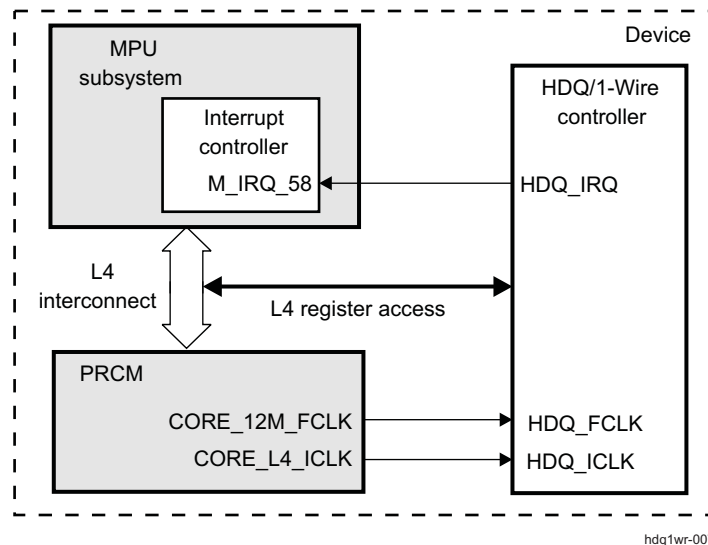 Device
MPU
subsystem
Interrupt
controller
M_IRQ_58
HDQ/1-Wire
controller
HDQ_IRQ
L4
interconnect
L4 register access
PRCM
CORE_12M_FCLK
CORE_L4_ICLK
HDQ_FCLK
HDQ_ICLK
hdq1wr-00